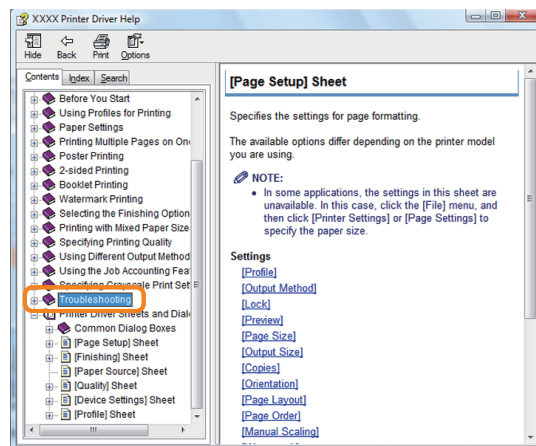 XXXX Printer Driver Help
Hide Back Print Options
Contents Index Search
Before You Start
Using Profiles for Printing
Paper Settings
Printing Multiple Pages on On
Poster Printing
2-sided Printing
Booklet Printing
Watermark Printing
Selecting the Finishing Option
Printing with Mixed Paper Size
Specifying Printing Quality
Using Different Output Method
Using the Job Accounting Feat
Specifying Grayscale Print Set
Troubleshooting
Printer Driver Sheets and Dial
Common Dialog Boxes
[Page Setup] Sheet
[Finishing] Sheet
[Paper Source] Sheet
[Quality] Sheet
[Device Settings] Sheet
[Profile] Sheet
[Page Setup] Sheet
Specifies the settings for page formatting.
The available options differ depending on the printer model
you are using.
NOTE:
• In some applications, the settings in this sheet are
unavailable. In this case, click the [File] menu, and
then click [Printer Settings] or [Page Settings] to
specify the paper size.
Settings
[Profile]
[Output Method]
[Lock]
[Preview]
[Page Size]
[Output Size]
[Copies]
[Orientation]
[Page Layout]
[Page Order]
[Manual Scaling]